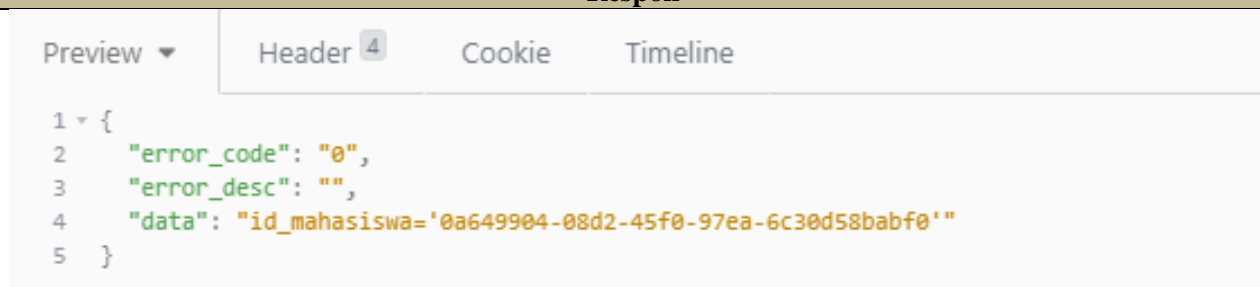 Respon
Preview Header 4 Cookie Timeline
1 {
2 "error_code": "0",
3 "error_desc": "",
4 "data": "id_mahasiswa='0a649904-08d2-45f0-97ea-6c30d58babf0'"
5 }